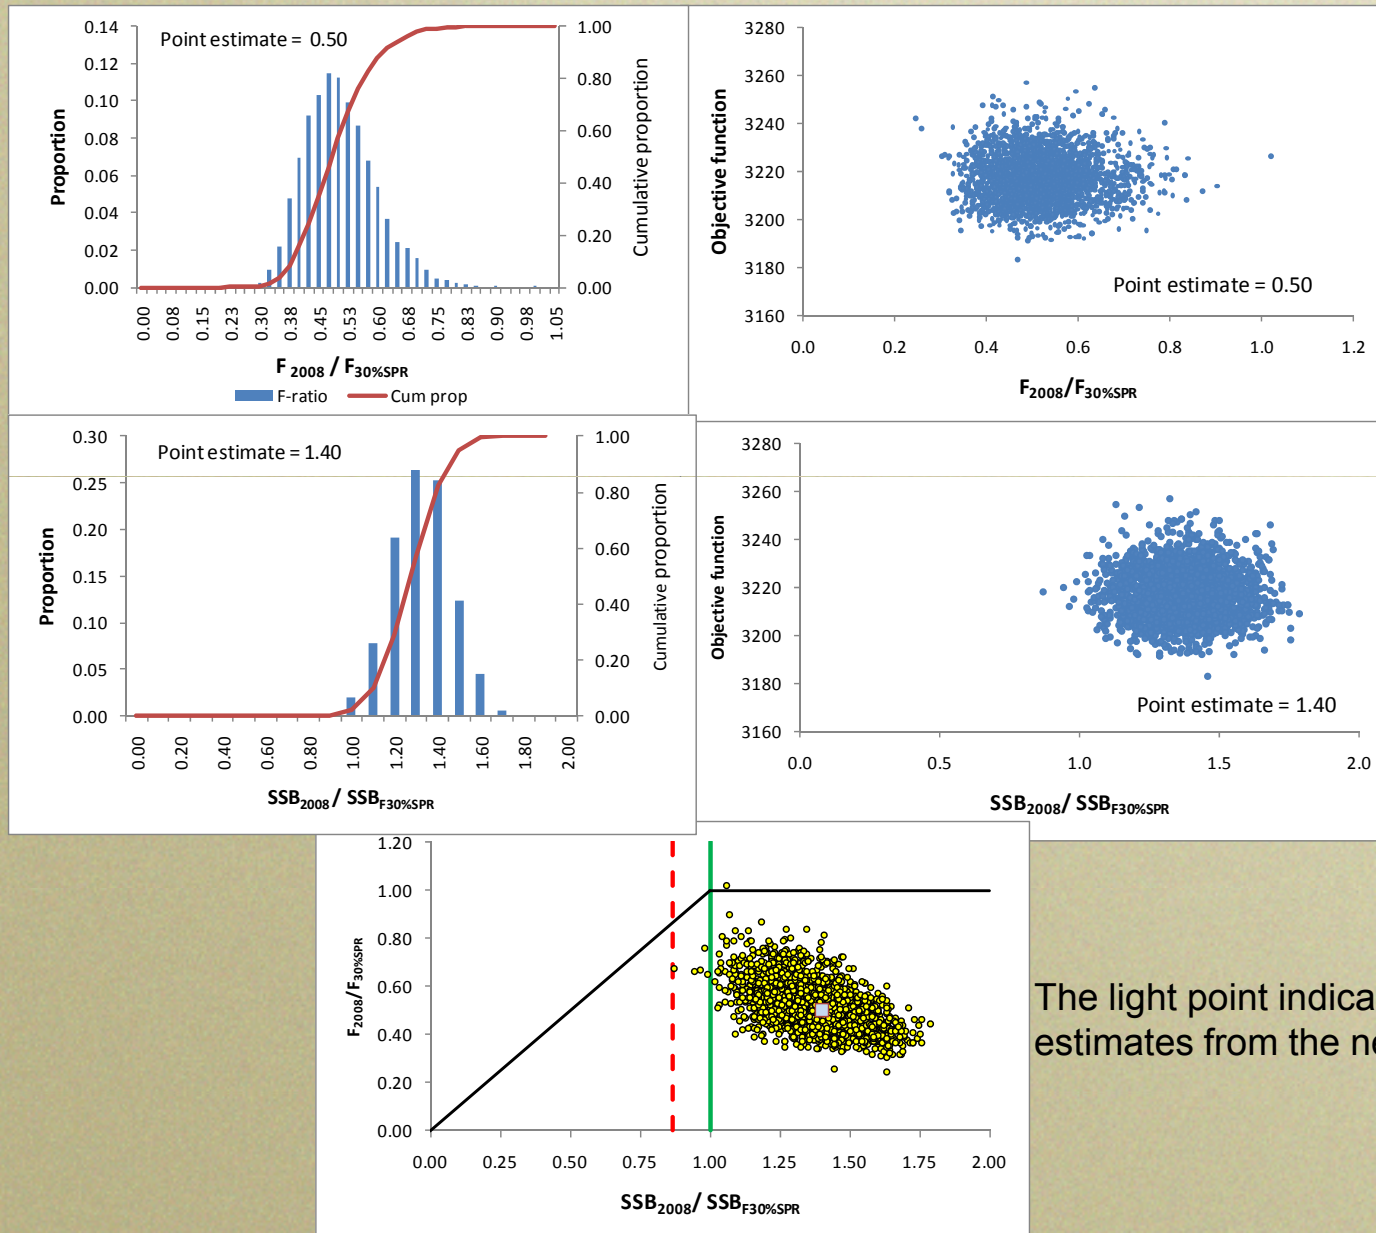 Point estimate = 0.50
Proportion
0.14
0.12
0.10
0.08
0.06
0.04
0.02
0.00
1.00
0.80
0.60
0.40
0.20
0.00
Cumulative proportion
0.00 0.08 0.15 0.23 0.30 0.38 0.45 0.53 0.60 0.68 0.75 0.83 0.90 0.98 1.05
F 2008 / F30%SPR
F-ratio Cum prop
3280
3260
3240
3220
3200
3180
3160
Objective function
Point estimate = 0.50
0.0 0.2 0.4 0.6 0.8 1.0 1.2
F2008/F30%SPR
Point estimate = 1.40
Proportion
0.30
0.25
0.20
0.15
0.10
0.05
0.00
1.00
0.80
0.60
0.40
0.20
0.00
Cumulative proportion
0.00 0.20 0.40 0.60 0.80 1.00 1.20 1.40 1.60 1.80 2.00
SSB2008/ SSBF30%SPR
3280
3260
3240
3220
3200
3180
3160
Objective function
Point estimate = 1.40
0.0 0.5 1.0 1.5 2.0
SSB2008/ SSBF30%SPR
1.20
1.00
0.80
0.60
0.40
0.20
0.00
F2008/F30%SPR
0.00 0.25 0.50 0.75 1.00 1.25 1.50 1.75 2.00
SSB2008/ SSBF30%SPR
The light point indica
estimates from the ne